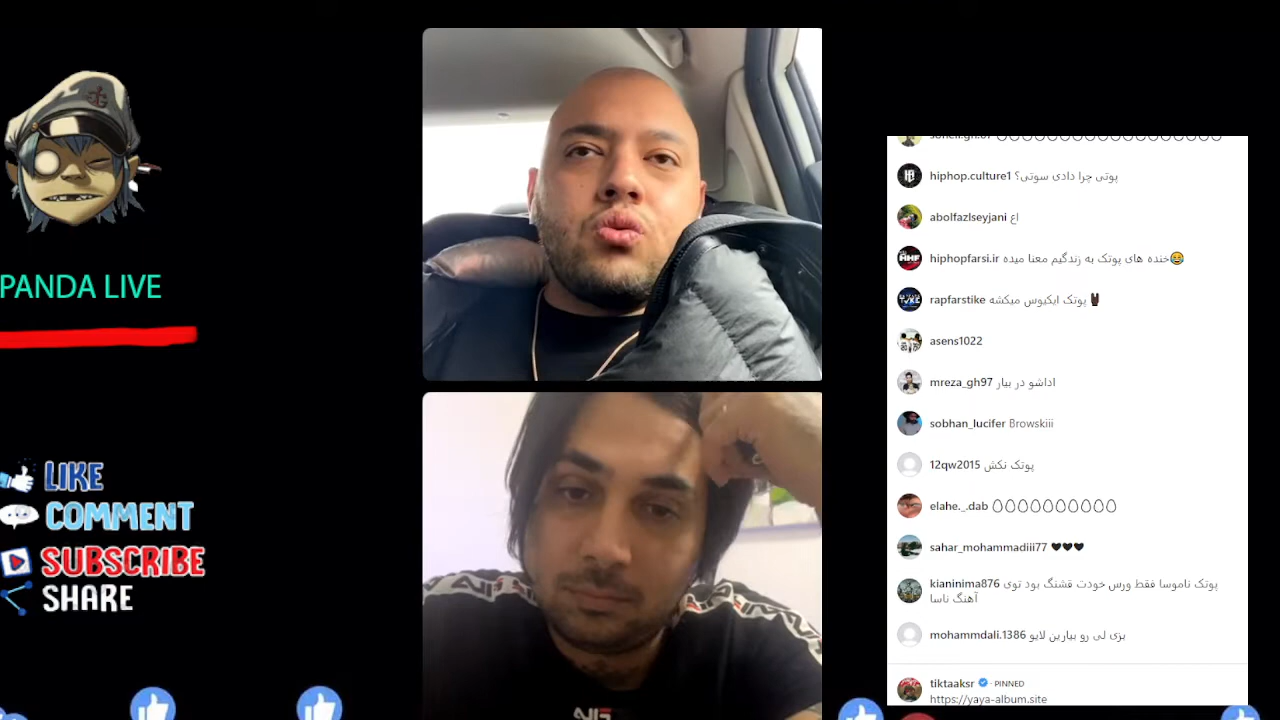 PANDA LIVE
LIKE
COMMENT
SUBSCRIBE
SHARE
hiphop.culture1 پوتی چرا دادی سوتی؟
abolfazlseyjani اع
hiphopfarsi.ir خنده های پوتک به زندگیم معنا میده😂
rapfarstike پوتک ایکیوس میکشه
asens1022
mreza_gh97 اداشو در بیار
sobhan_lucifer Browskiii
12qw2015 پوتک نکش
elahe._.dab
sahar_mohammadiii77 🖤🖤🖤
kianinima876 پوتک ناموسا فقط ورس خودت قشنگ بود توی
آهنگ ناسا
mohammdali.1386 بزی لی رو بیارین لایو
tiktaaksr · PINNED
https://yaya-album.site